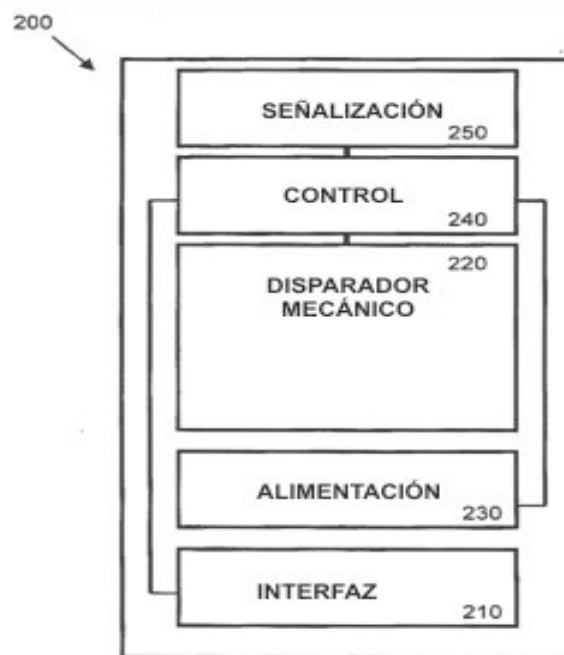 200
SEÑALIZACIÓN
250
CONTROL
240
220
DISPARADOR
MECÁNICO
ALIMENTACIÓN
230
INTERFAZ
210